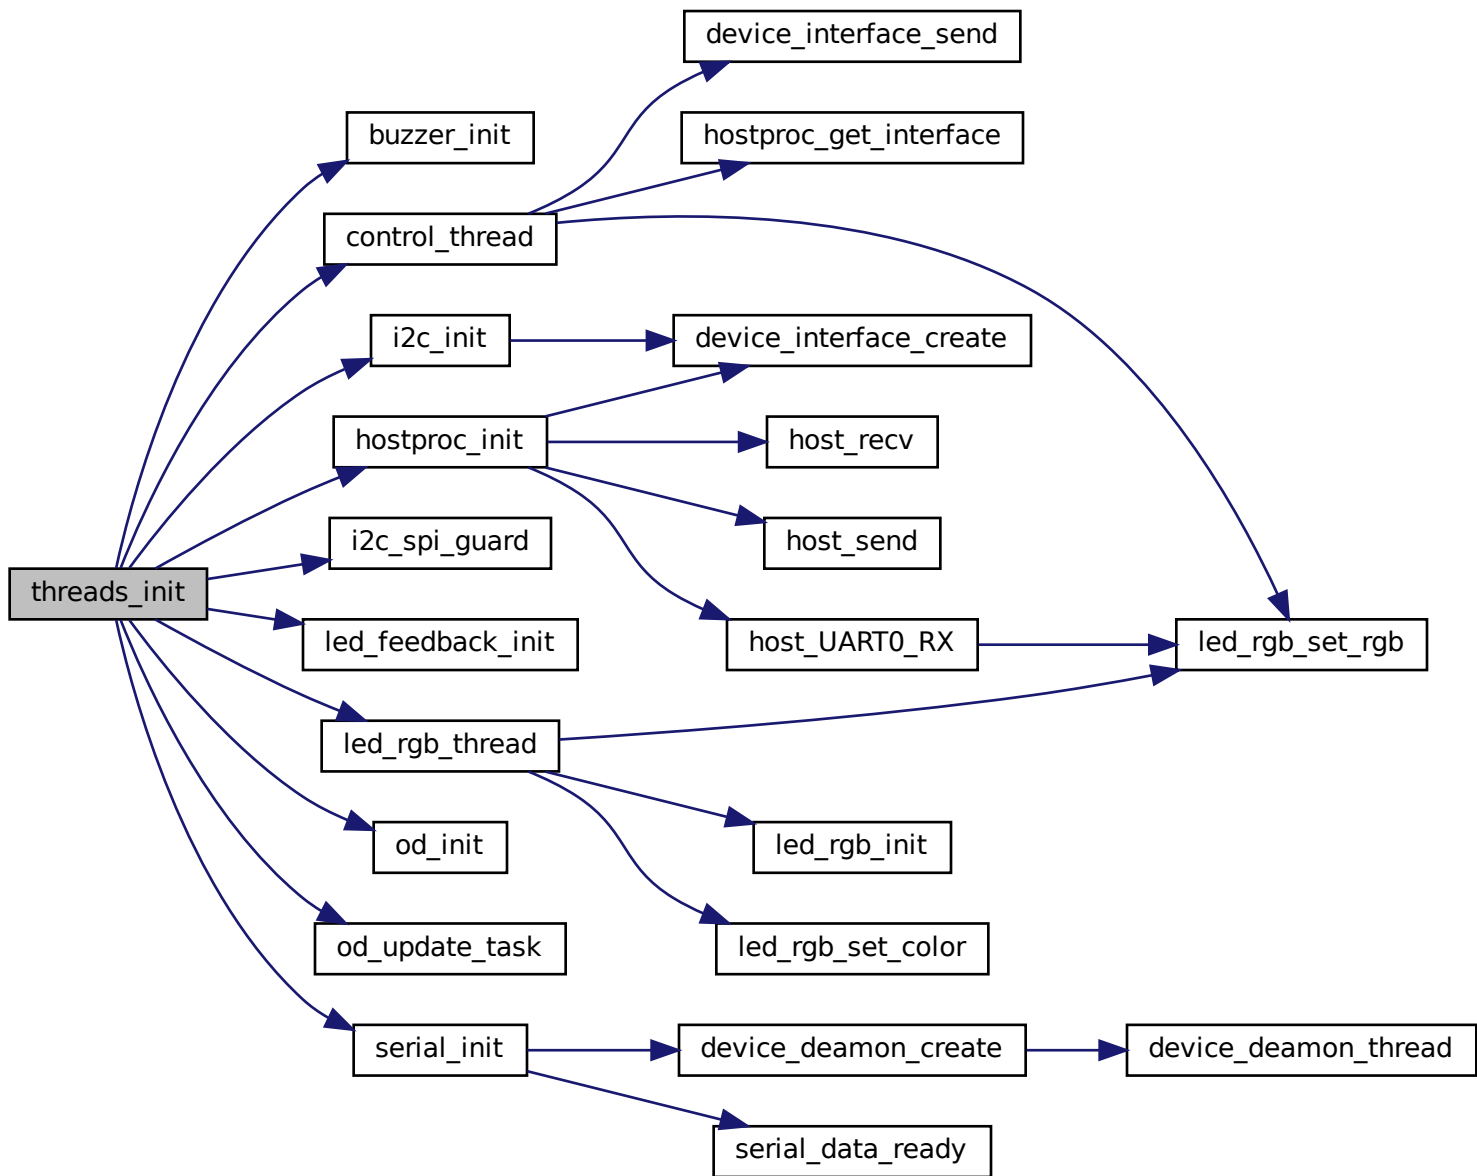 device_interface_send
buzzer_init
hostproc_get_interface
control_thread
i2c_init
device_interface_create
hostproc_init
host_recv
i2c_spi_guard
host_send
threads_init
led_feedback_init
host_UART0_RX
led_rgb_set_rgb
led_rgb_thread
od_init
led_rgb_init
od_update_task
led_rgb_set_color
serial_init
device_deamon_create
device_deamon_thread
serial_data_ready